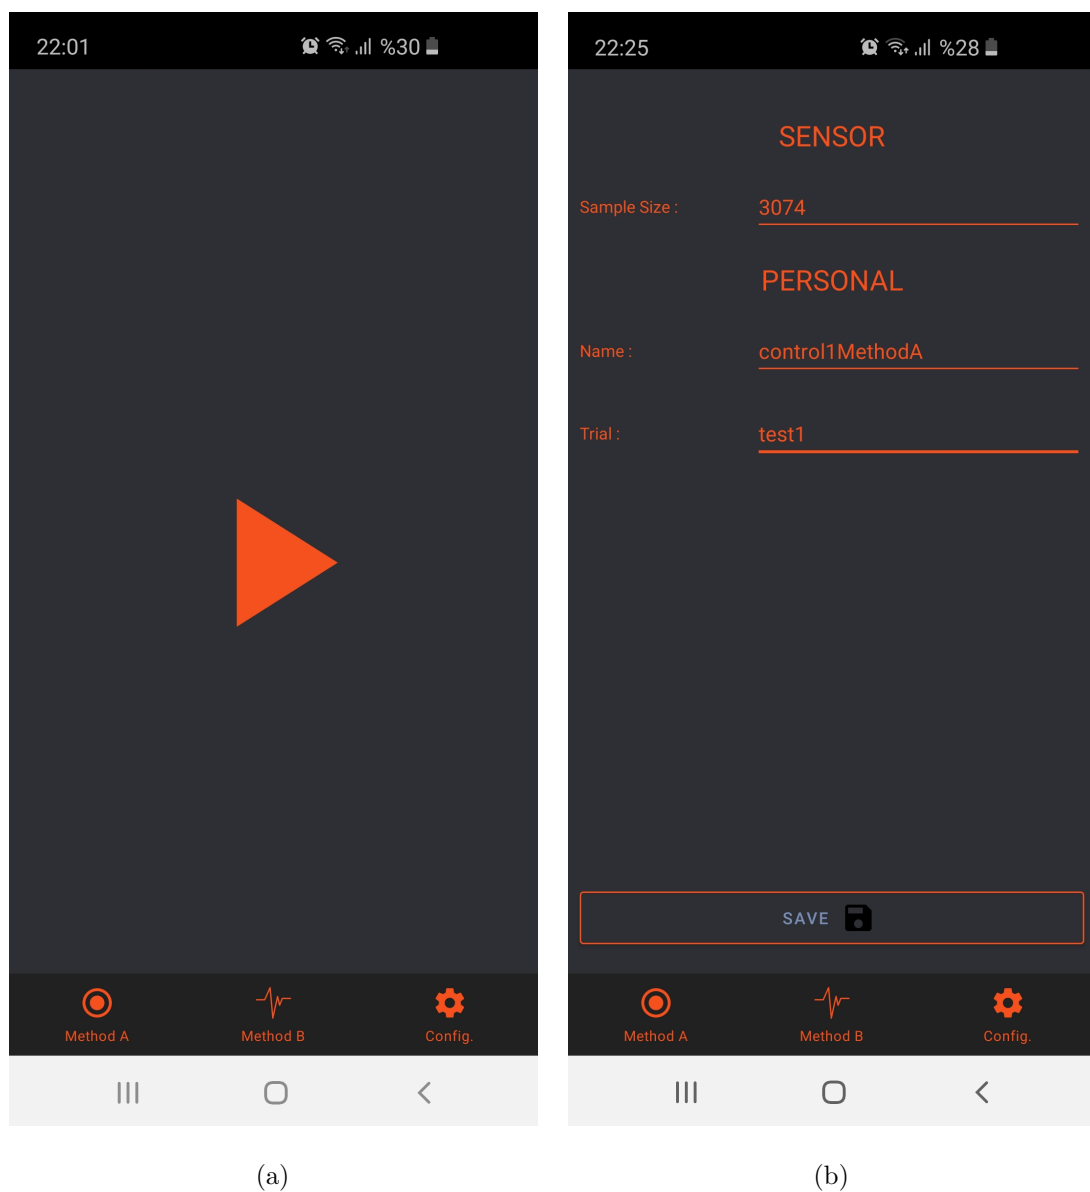 22:01 %30
Method A Method B Config.
(a)
22:25 %28
SENSOR
Sample Size : 3074
PERSONAL
Name : control1MethodA
Trial : test1
SAVE
Method A Method B Config.
(b)